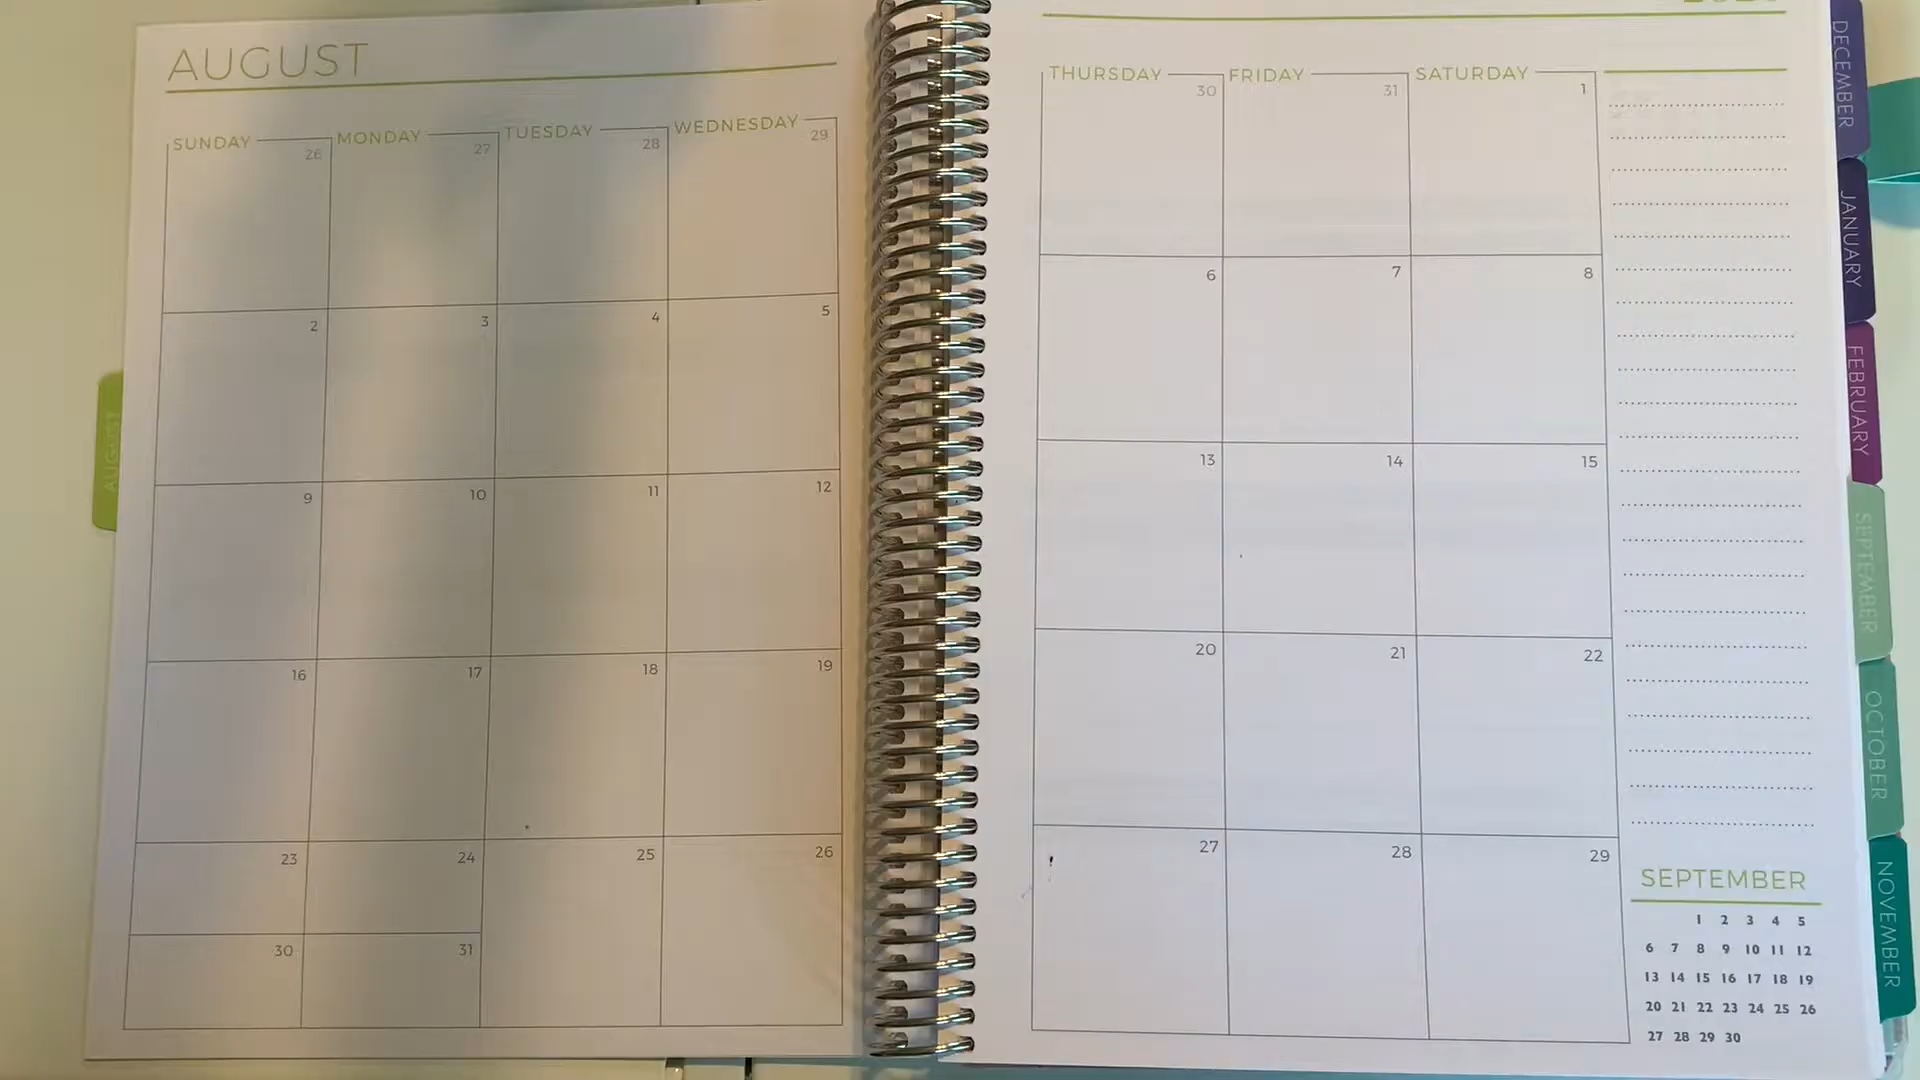 AUGUST
SUNDAY MONDAY TUESDAY WEDNESDAY
26 27 28 29
2 3 4 5
9 10 11 12
16 17 18 19
23 24 25 26
30 31
AUGUST
THURSDAY FRIDAY SATURDAY
30 31 1
6 7 8
13 14 15
20 21 22
27 28 29
SEPTEMBER
1 2 3 4 5
6 7 8 9 10 11 12
13 14 15 16 17 18 19
20 21 22 23 24 25 26
27 28 29 30
DECEMBER
JANUARY
FEBRUARY
SEPTEMBER
OCTOBER
NOVEMBER